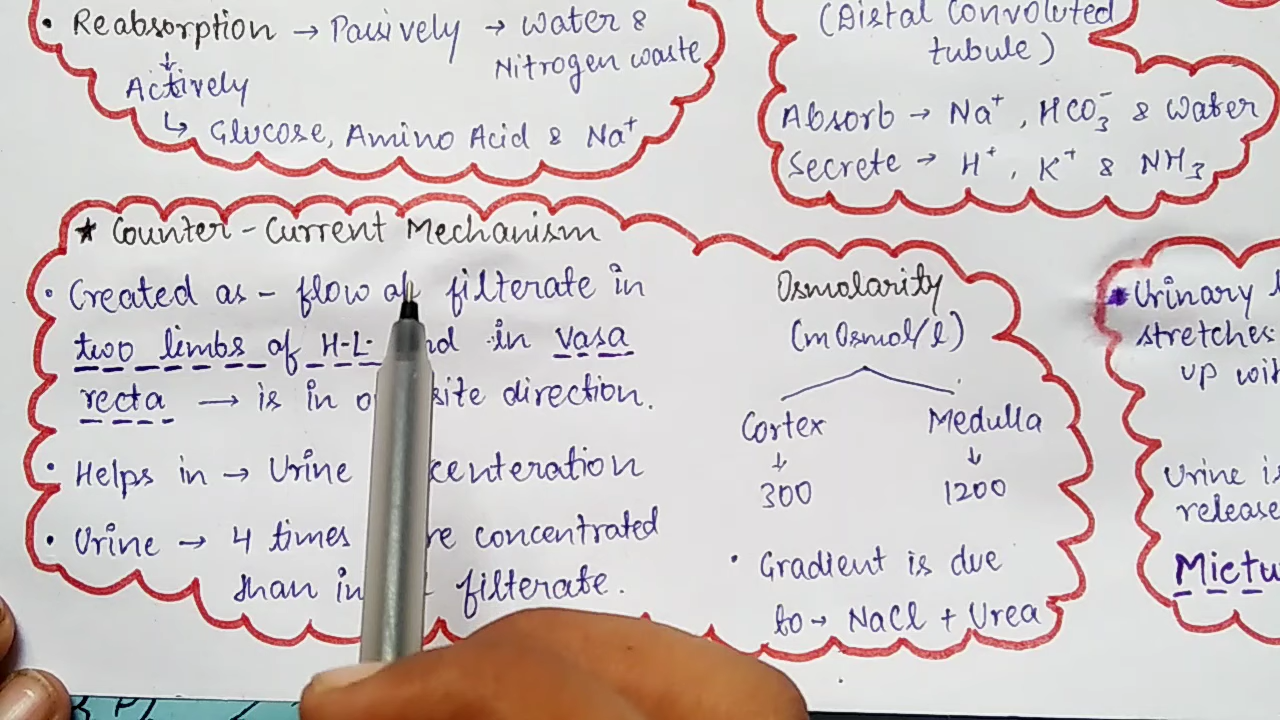 • Reabsorption → Passively → Water &
Nitrogen waste
↓
Actively
↳ Glucose, Amino Acid & Na⁺
(Distal Convoluted
tubule)
Absorb → Na⁺, HCO₃⁻ & Water
Secrete → H⁺, K⁺ & NH₃
★ Counter-Current Mechanism
• Created as - flow of filterate in
two limbs of H-L- nd in vasa
recta → is in o site direction.
• Helps in → Urine centeration
• Urine → 4 times re concentrated
than in filterate.
Osmolarity
(mOsmol/l)
Cortex Medulla
↓ ↓
300 1200
• Gradient is due
to → NaCl + Urea
Urinary
stretches
up wit
Urine is
release
Mictu